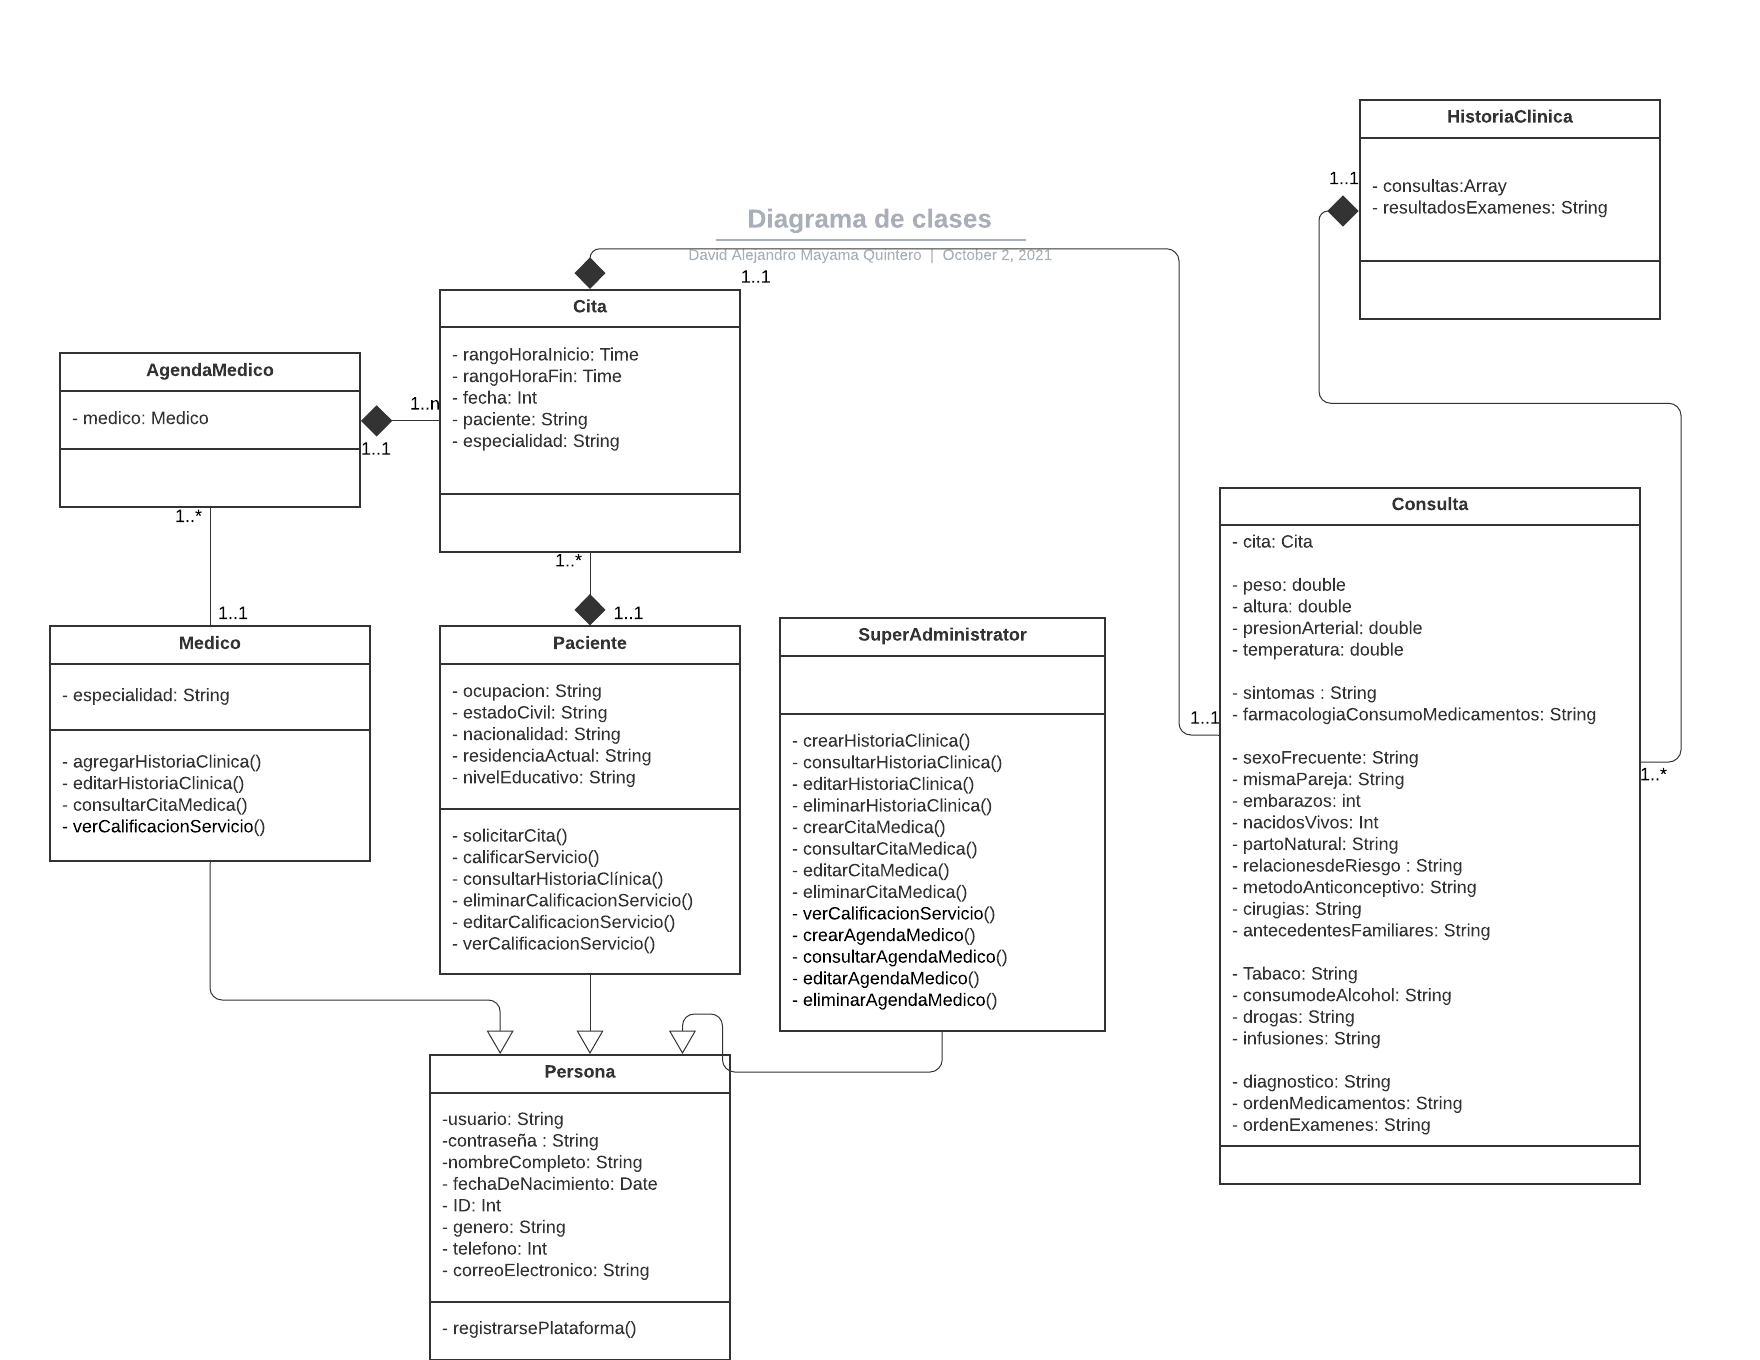 Diagrama de clases
David Alejandro Mayama Quintero | October 2, 2021
HistoriaClinica
1..1
- consultas:Array
- resultadosExamenes: String
1..1
Cita
- rangoHoraInicio: Time
- rangoHoraFin: Time
- fecha: Int
- paciente: String
- especialidad: String
AgendaMedico
- medico: Medico
1..n
1..1
1..*
1..1
1..*
1..1
Medico
- especialidad: String
- agregarHistoriaClinica()
- editarHistoriaClinica()
- consultarCitaMedica()
- verCalificacionServicio()
Paciente
- ocupacion: String
- estadoCivil: String
- nacionalidad: String
- residenciaActual: String
- nivelEducativo: String
- solicitarCita()
- calificarServicio()
- consultarHistoriaClínica()
- eliminarCalificacionServicio()
- editarCalificacionServicio()
- verCalificacionServicio()
SuperAdministrator
- crearHistoriaClinica()
- consultarHistoriaClinica()
- editarHistoriaClinica()
- eliminarHistoriaClinica()
- crearCitaMedica()
- consultarCitaMedica()
- editarCitaMedica()
- eliminarCitaMedica()
- verCalificacionServicio()
- crearAgendaMedico()
- consultarAgendaMedico()
- editarAgendaMedico()
- eliminarAgendaMedico()
Consulta
- cita: Cita
- peso: double
- altura: double
- presionArterial: double
- temperatura: double
- sintomas : String
- farmacologiaConsumoMedicamentos: String
- sexoFrecuente: String
- mismaPareja: String
- embarazos: int
- nacidosVivos: Int
- partoNatural: String
- relacionesdeRiesgo : String
- metodoAnticonceptivo: String
- cirugias: String
- antecedentesFamiliares: String
- Tabaco: String
- consumodeAlcohol: String
- drogas: String
- infusiones: String
- diagnostico: String
- ordenMedicamentos: String
- ordenExamenes: String
1..1
1..*
Persona
-usuario: String
-contraseña : String
-nombreCompleto: String
- fechaDeNacimiento: Date
- ID: Int
- genero: String
- telefono: Int
- correoElectronico: String
- registrarsePlataforma()